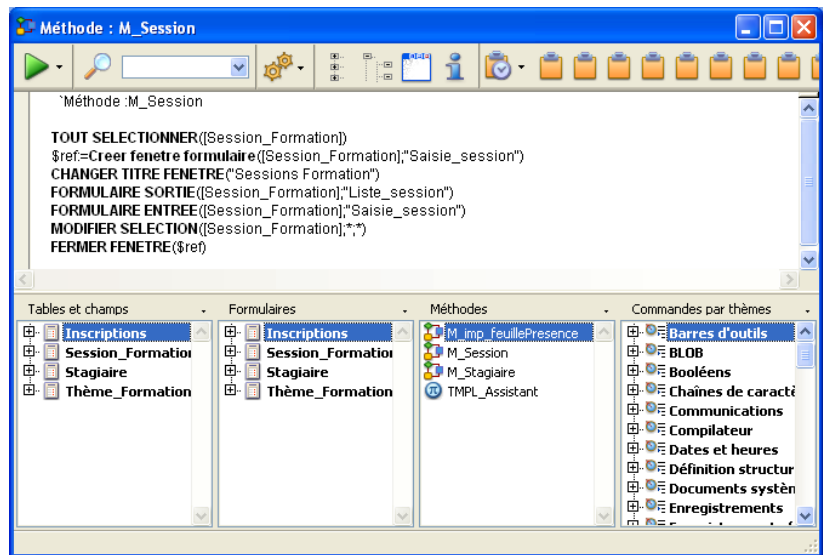 Méthode : M_Session
`Méthode :M_Session
TOUT SELECTIONNER([Session_Formation])
$ref:=Creer fenetre formulaire([Session_Formation];"Saisie_session")
CHANGER TITRE FENETRE("Sessions Formation")
FORMULAIRE SORTIE([Session_Formation];"Liste_session")
FORMULAIRE ENTREE([Session_Formation];"Saisie_session")
MODIFIER SELECTION([Session_Formation];*;*)
FERMER FENETRE($ref)
Tables et champs
Inscriptions
Session_Formation
Stagiaire
Thème_Formation
Formulaires
Inscriptions
Session_Formation
Stagiaire
Thème_Formation
Méthodes
M_imp_feuillePresence
M_Session
M_Stagiaire
TMPL_Assistant
Commandes par thèmes
Barres d'outils
BLOB
Booléens
Chaînes de caractè
Communications
Compilateur
Dates et heures
Définition structur
Documents systèn
Enregistrements